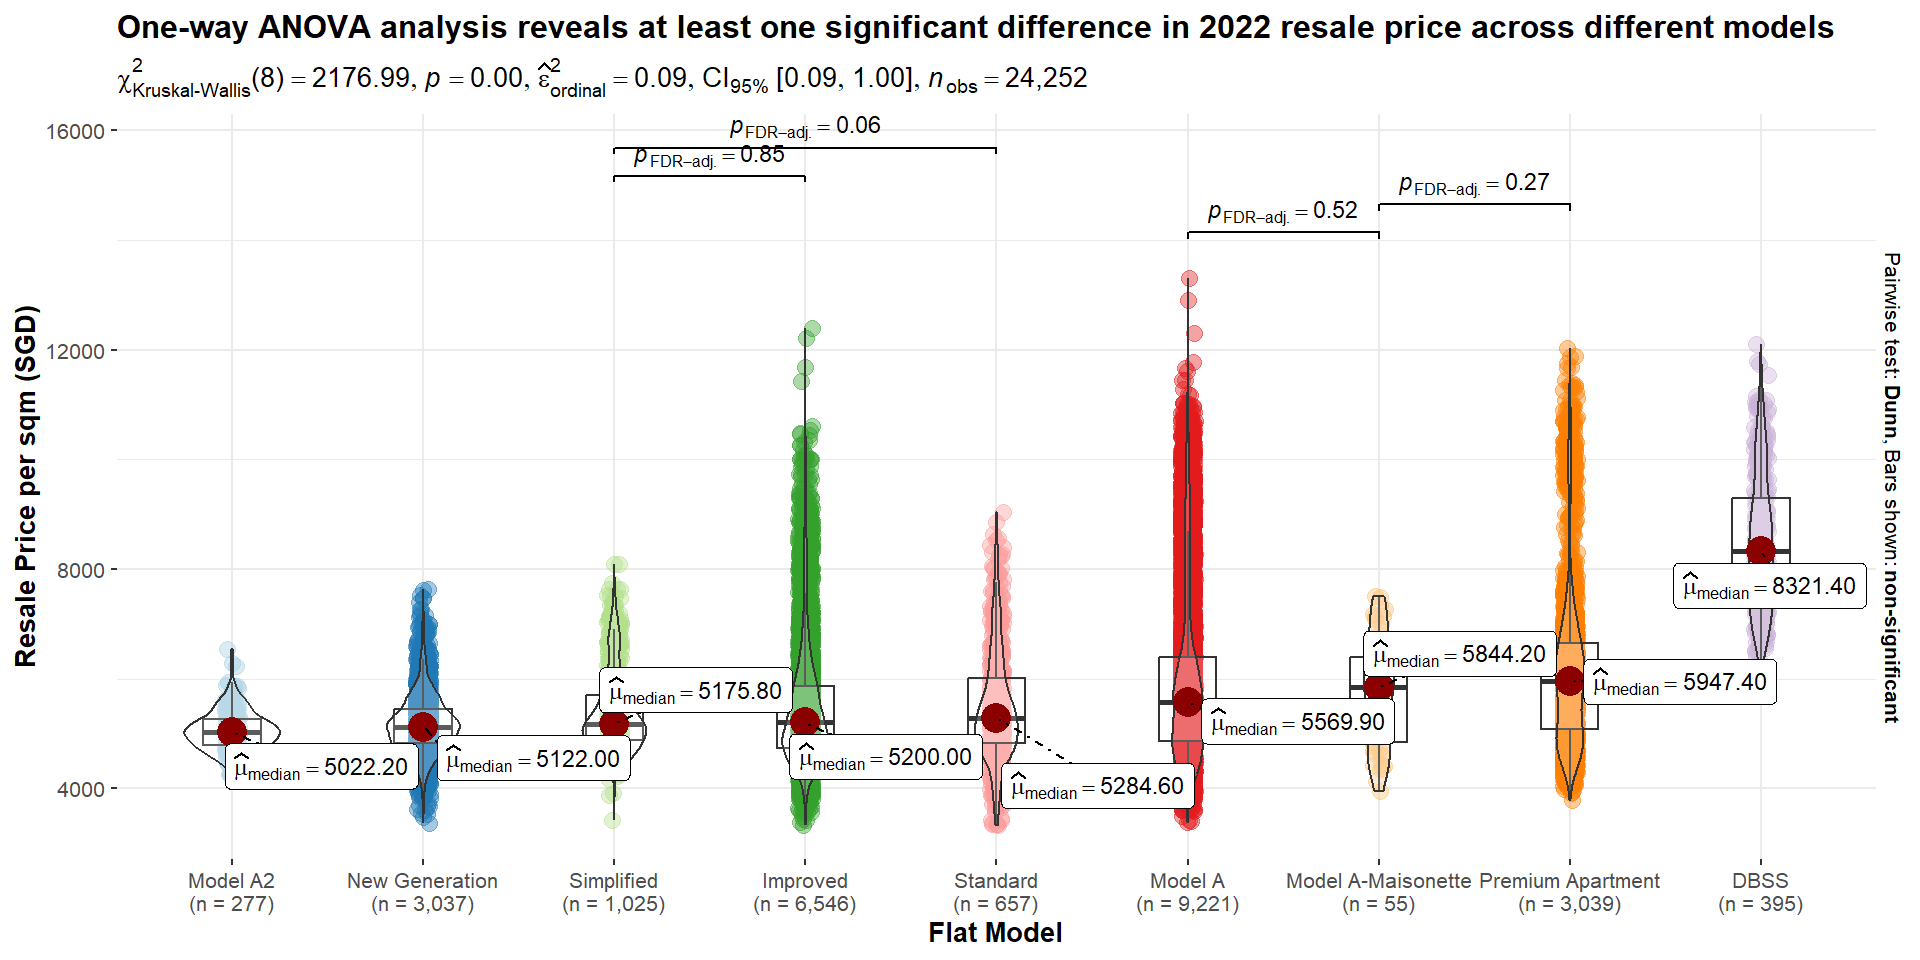 One-way ANOVA analysis reveals at least one significant difference in 2022 resale price across different models
χ²Kruskal-Wallis(8) = 2176.99, p = 0.00, ε̂²ordinal = 0.09, CI95% [0.09, 1.00], nobs = 24,252
16000
12000
8000
4000
Resale Price per sqm (SGD)
pFDR–adj. = 0.06
pFDR–adj. = 0.85
pFDR–adj. = 0.27
pFDR–adj. = 0.52
μ̂median = 5022.20
μ̂median = 5122.00
μ̂median = 5175.80
μ̂median = 5200.00
μ̂median = 5284.60
μ̂median = 5569.90
μ̂median = 5844.20
μ̂median = 5947.40
μ̂median = 8321.40
Pairwise test: Dunn, Bars shown: non-significant
Model A2
(n = 277)
New Generation
(n = 3,037)
Simplified
(n = 1,025)
Improved
(n = 6,546)
Standard
(n = 657)
Model A
(n = 9,221)
Model A-Maisonette
(n = 55)
Premium Apartment
(n = 3,039)
DBSS
(n = 395)
Flat Model